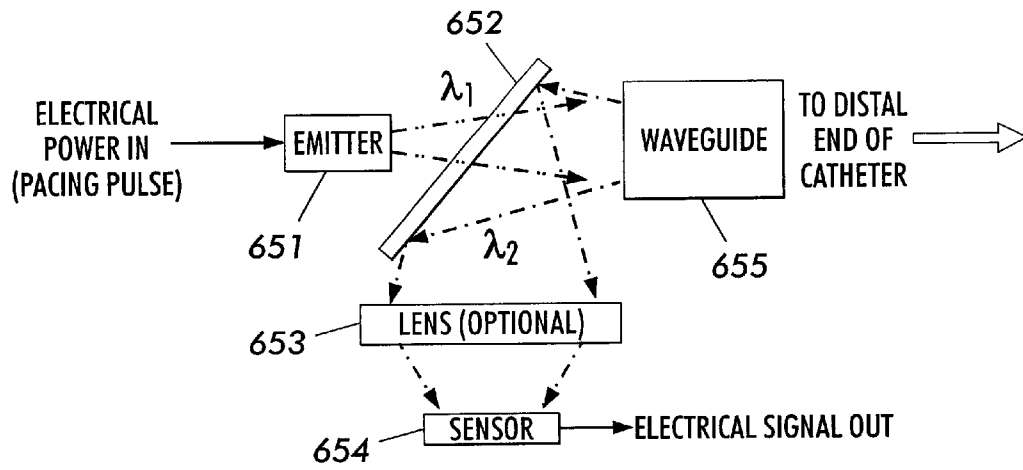 652
λ1
ELECTRICAL
POWER IN
(PACING PULSE)
EMITTER
651
WAVEGUIDE
655
TO DISTAL
END OF
CATHETER
λ2
LENS (OPTIONAL)
653
SENSOR
654
ELECTRICAL SIGNAL OUT